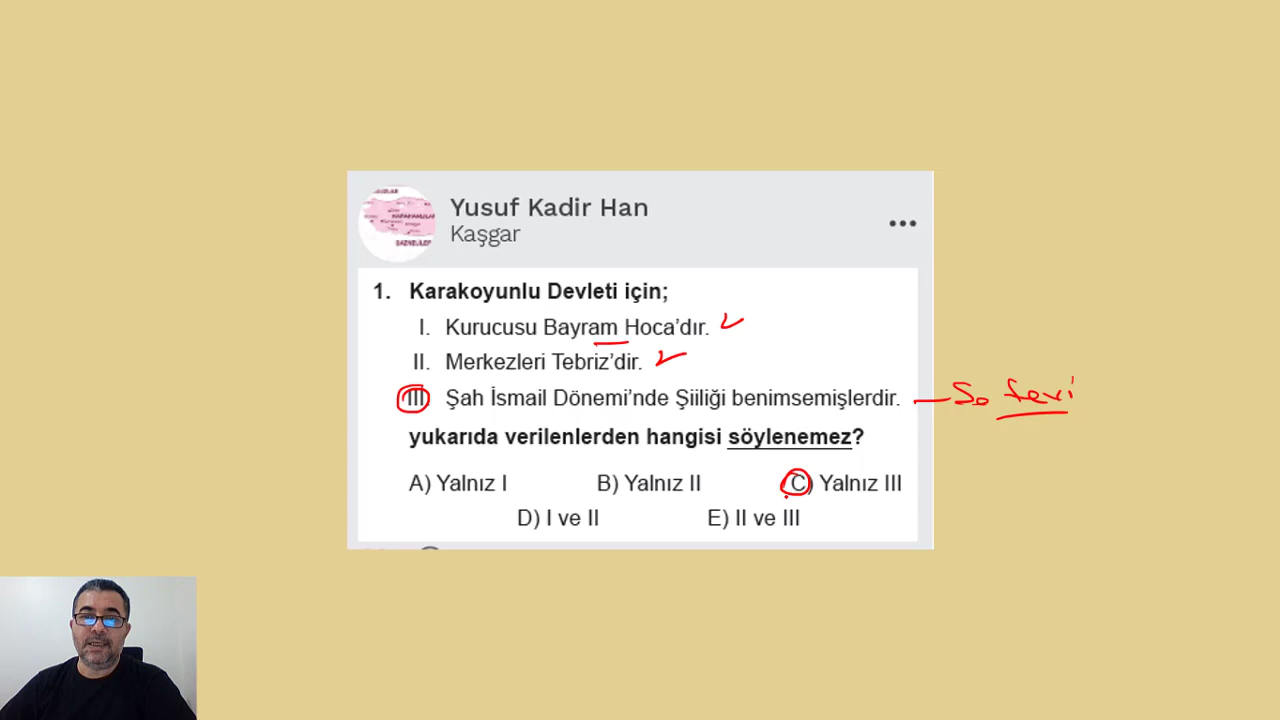 Yusuf Kadir Han
Kaşgar
1. Karakoyunlu Devleti için;
I. Kurucusu Bayram Hoca’dır.
II. Merkezleri Tebriz’dir.
III Şah İsmail Dönemi’nde Şiiliği benimsemişlerdir. Safevi
yukarıda verilenlerden hangisi söylenemez?
A) Yalnız I B) Yalnız II C) Yalnız III
D) I ve II E) II ve III